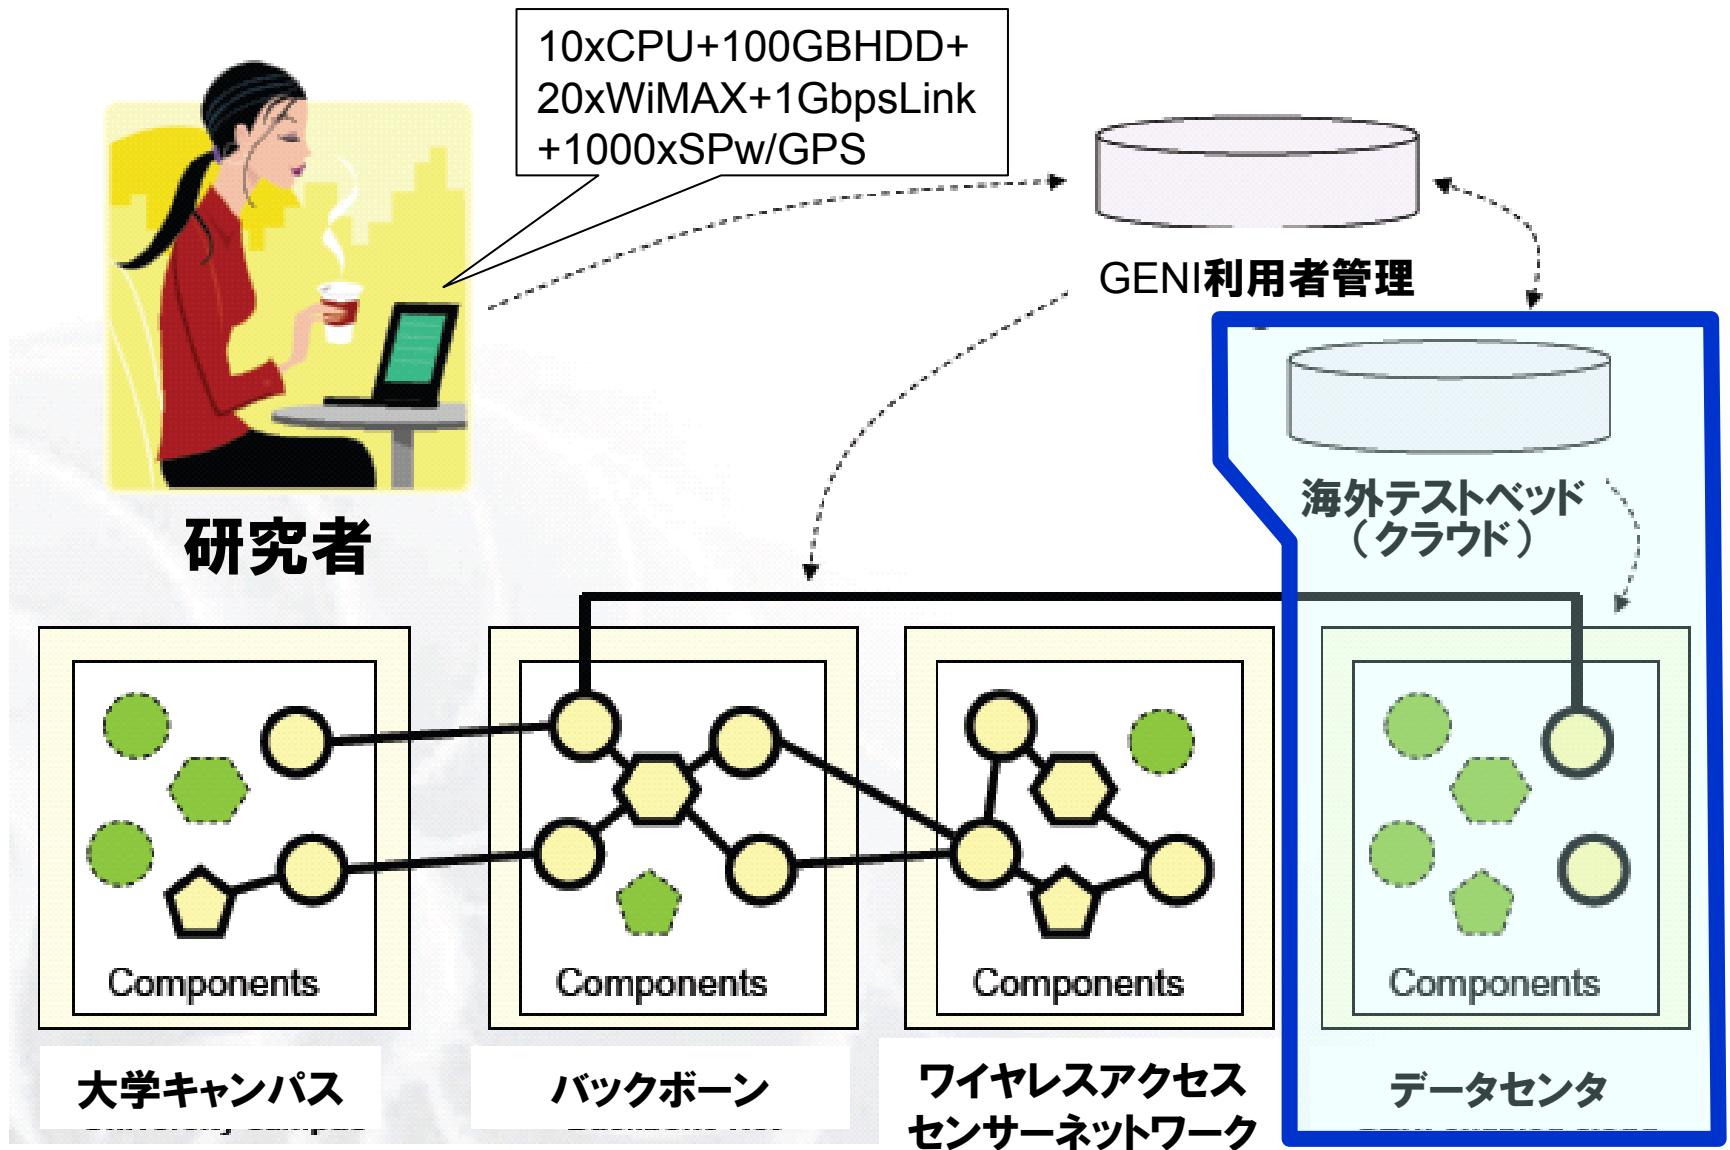 10xCPU+100GBHDD+
20xWiMAX+1GbpsLink
+1000xSPw/GPS
GENI利用者管理
海外テストベッド
（クラウド）
研究者
Components
Components
Components
Components
大学キャンパス
バックボーン
ワイヤレスアクセス
センサーネットワーク
データセンタ